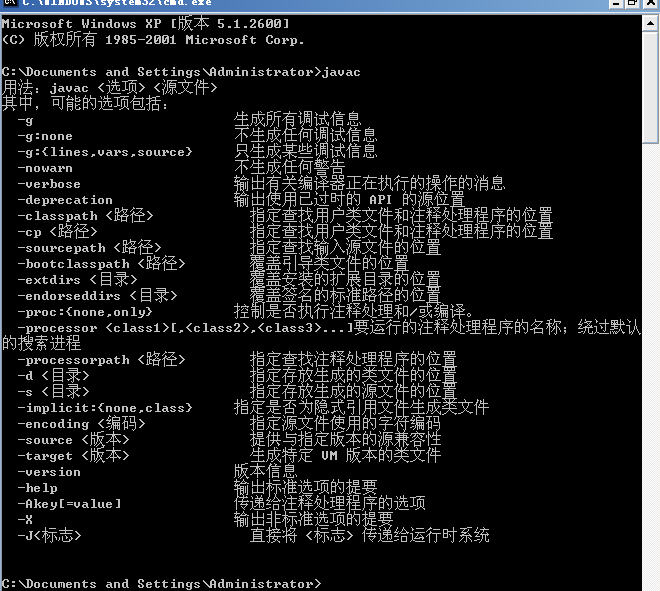 C:\WINDOWS\system32\cmd.exe
Microsoft Windows XP [版本 5.1.2600]
(C) 版权所有 1985-2001 Microsoft Corp.
C:\Documents and Settings\Administrator>javac
用法: javac <选项> <源文件>
其中, 可能的选项包括:
-g 生成所有调试信息
-g:none 不生成任何调试信息
-g:{lines,vars,source} 只生成某些调试信息
-nowarn 不生成任何警告
-verbose 输出有关编译器正在执行的操作的消息
-deprecation 输出使用已过时的 API 的源位置
-classpath <路径> 指定查找用户类文件和注释处理程序的位置
-cp <路径> 指定查找用户类文件和注释处理程序的位置
-sourcepath <路径> 指定查找输入源文件的位置
-bootclasspath <路径> 覆盖引导类文件的位置
-extdirs <目录> 覆盖安装的扩展目录的位置
-endorseddirs <目录> 覆盖签名的标准路径的位置
-proc:{none,only} 控制是否执行注释处理和/或编译。
-processor <class1>[,<class2>,<class3>...]要运行的注释处理程序的名称; 绕过默认
的搜索进程
-processorpath <路径> 指定查找注释处理程序的位置
-d <目录> 指定存放生成的类文件的位置
-s <目录> 指定存放生成的源文件的位置
-implicit:{none,class} 指定是否为隐式引用文件生成类文件
-encoding <编码> 指定源文件使用的字符编码
-source <版本> 提供与指定版本的源兼容性
-target <版本> 生成特定 VM 版本的类文件
-version 版本信息
-help 输出标准选项的提要
-Akey[=value] 传递给注释处理程序的选项
-X 输出非标准选项的提要
-J<标志> 直接将 <标志> 传递给运行时系统
C:\Documents and Settings\Administrator>